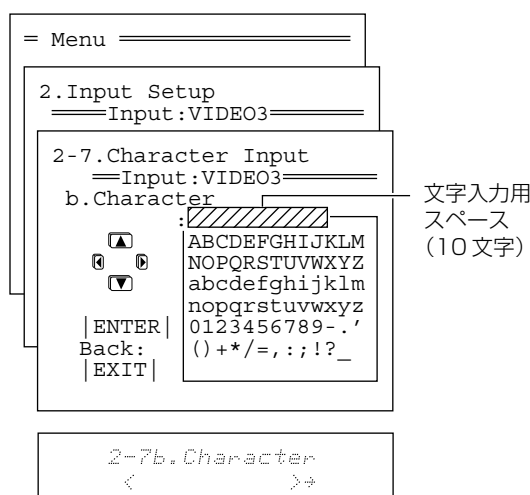 = Menu
2.Input Setup
Input:VIDEO3
2-7.Character Input
Input:VIDEO3
b.Character
:
ABCDEFGHIJKLM
NOPQRSTUVWXYZ
abcdefghijklm
nopqrstuvwxyz
|ENTER| 0123456789-.’
Back: ()+*/=,:;!?_
|EXIT|
文字入力用
スペース
(10文字)
2-7b.Character
< >→